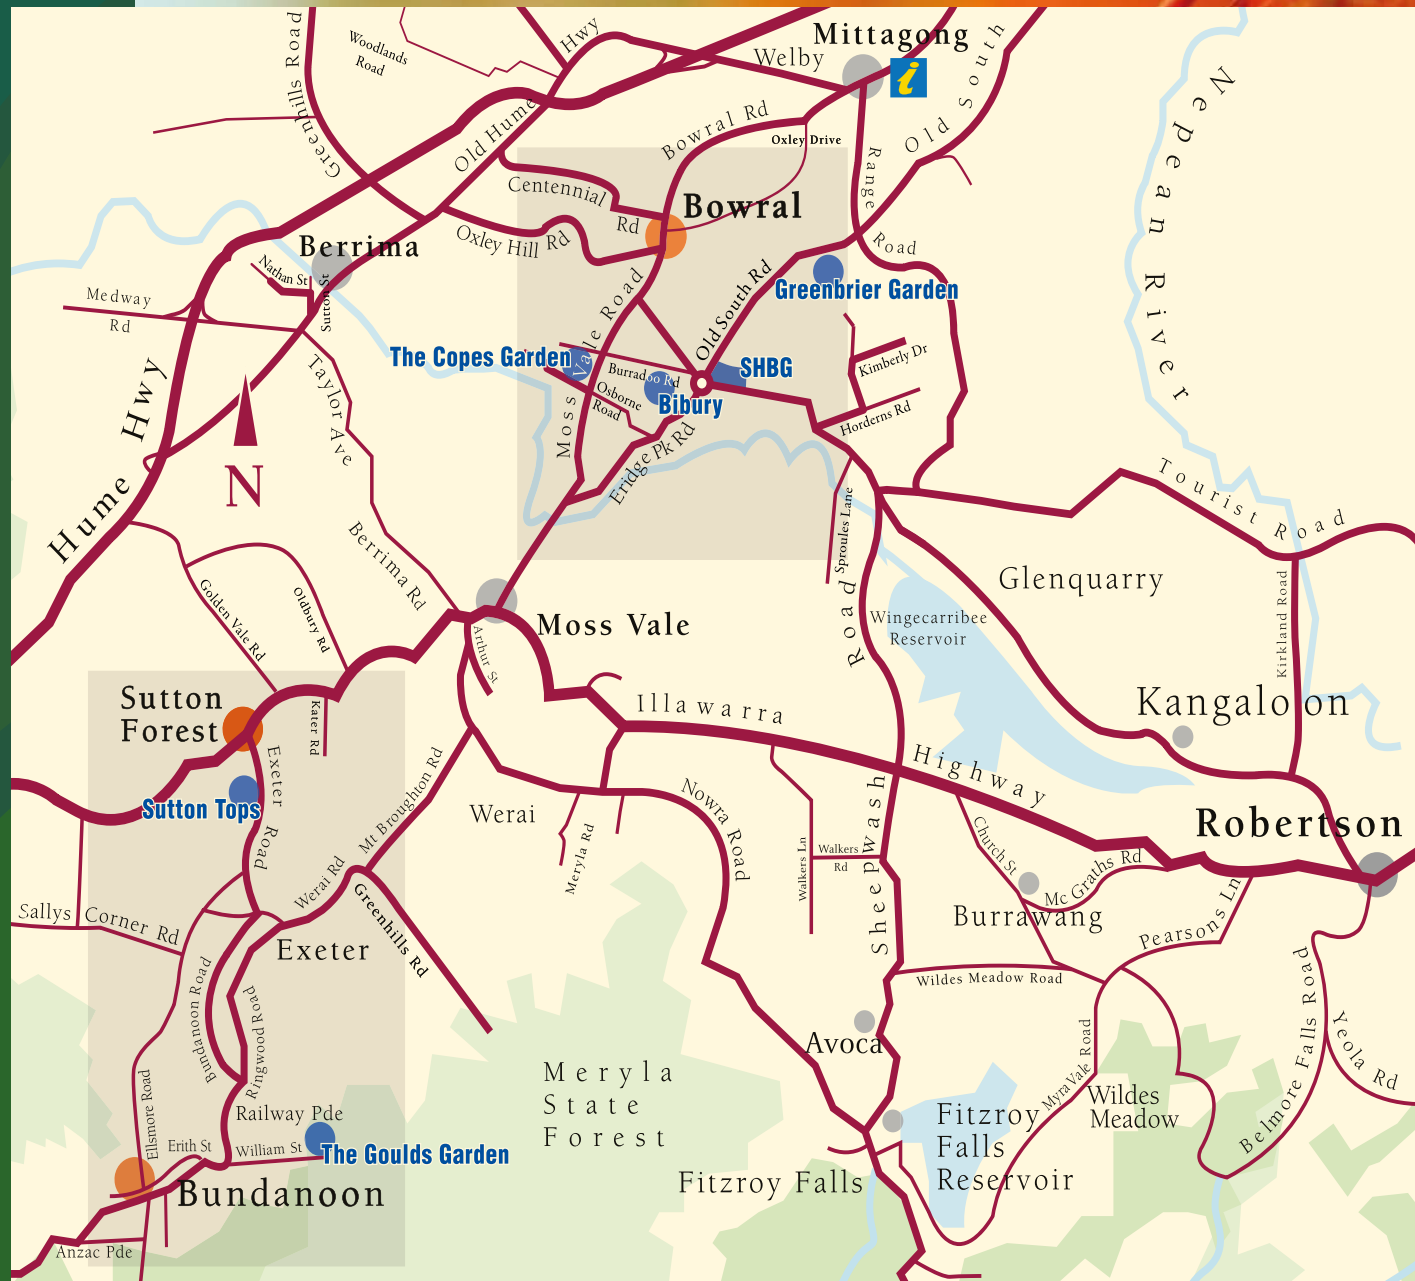 Greenhills Road
Woodlands
Road
Hwy
Welby
Mittagong
i
Old South
Nepean River
Old Hume
Bowral Rd
Oxley Drive
Range
Road
Centennial
Rd
Bowral
Oxley Hill Rd
Berrima
Nathan St
Sutton St
Medway
Rd
Hume Hwy
Taylor Ave
N
Old South Rd
Greenbrier Garden
Moss Vale Road
The Copes Garden
Burradoo Rd
SHBG
Osborne
Road
Bibury
Eridge Pk Rd
Kimberly Dr
Horderns Rd
Sproules Lane
Tourist Road
Berrima Rd
Golden Vale Rd
Oldbury Rd
Moss Vale
Arthur St
Glenquarry
Wingecarribee
Reservoir
Kirkland Road
Kangaloon
Sutton
Forest
Kater Rd
Exeter Road
Sutton Tops
Illawarra Highway
Sheepwash Road
Mt Broughton Rd
Werai
Meryla Rd
Nowra Road
Walkers Ln
Walkers
Rd
Church St
Mc Graths Rd
Robertson
Burrawang
Pearsons Ln
Sallys Corner Rd
Werai Rd
Greenhills Rd
Exeter
Wildes Meadow Road
Bundanoon Road
Ringwood Road
Avoca
Belmore Falls Road
Yeola Rd
Meryla
State
Forest
Myra Vale Road
Wildes
Meadow
Ellsmore Road
Railway Pde
Erith St
William St
The Goulds Garden
Fitzroy
Falls
Reservoir
Fitzroy Falls
Bundanoon
Anzac Pde